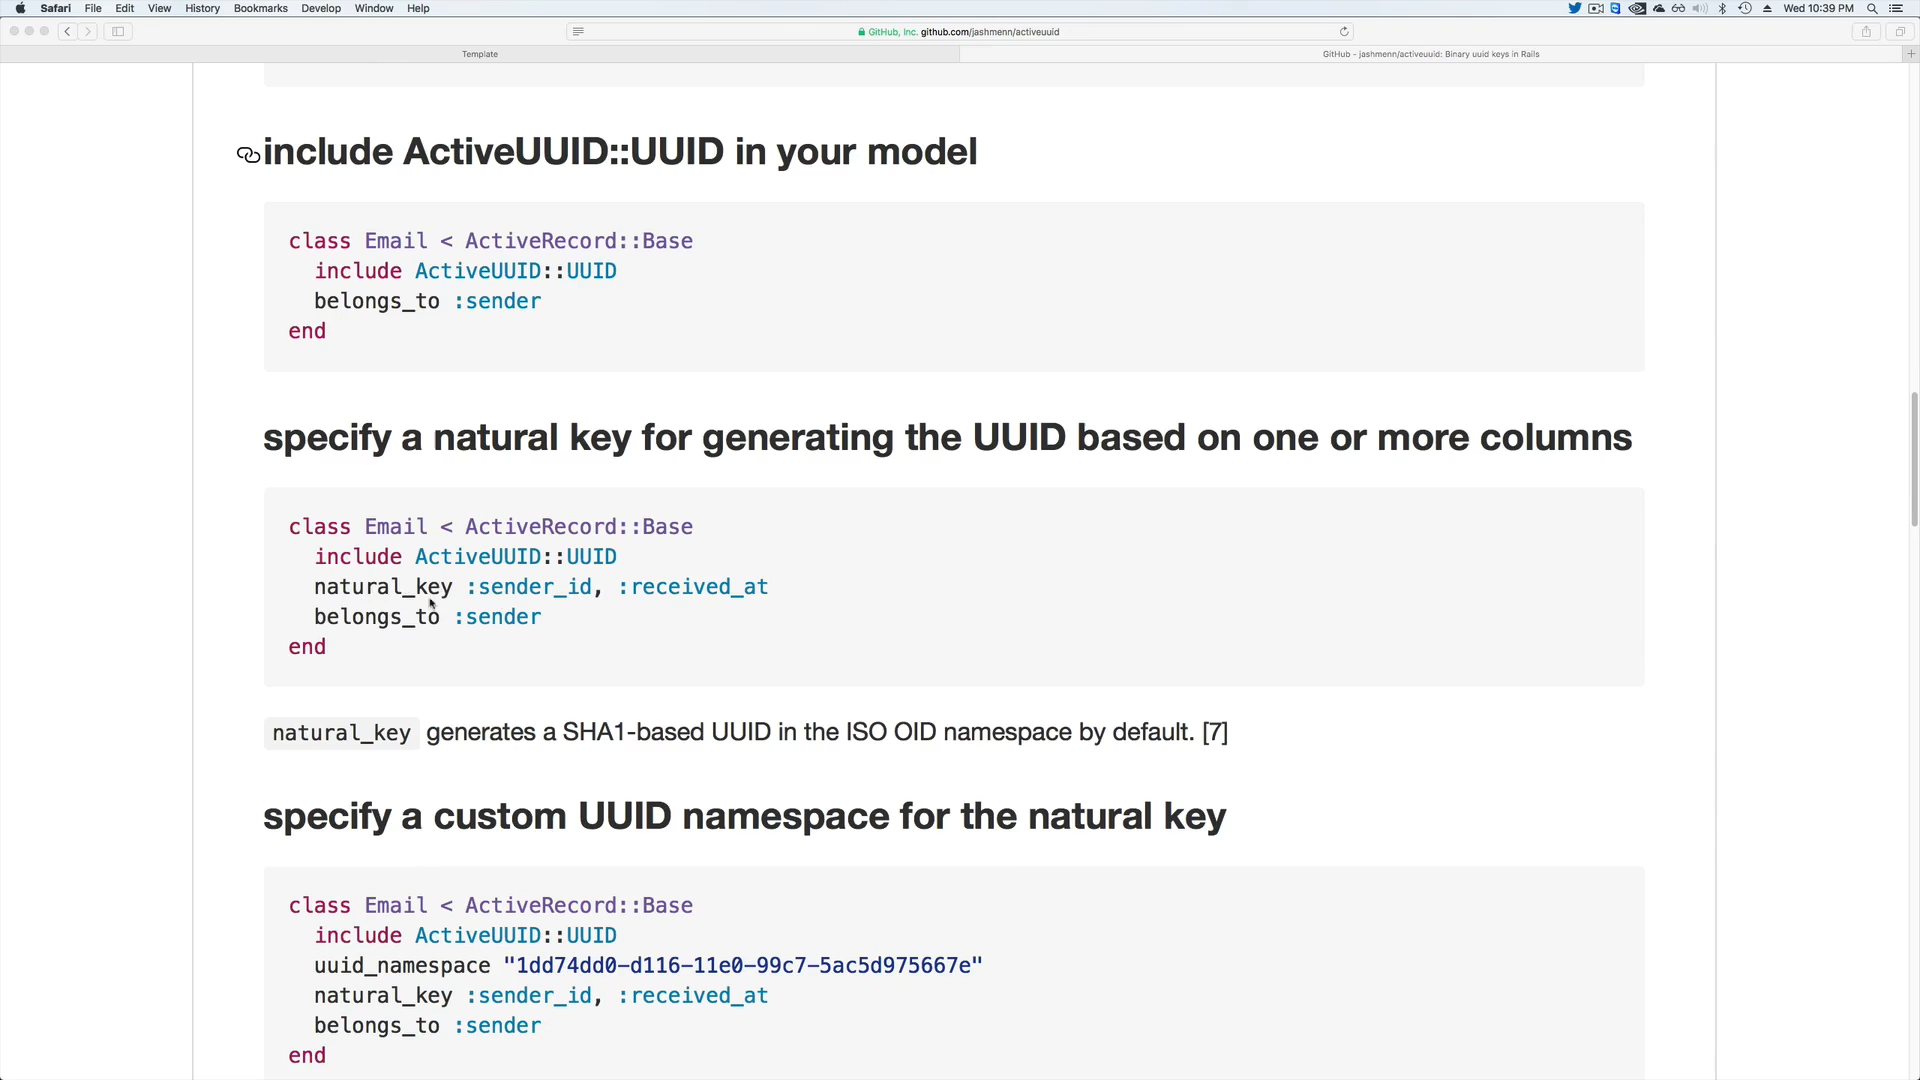 Safari File Edit View History Bookmarks Develop Window Help Wed 10:39 PM
GitHub, Inc. github.com/jashmenn/activeuuid
Template GitHub - jashmenn/activeuuid: Binary uuid keys in Rails
include ActiveUUID::UUID in your model
class Email < ActiveRecord::Base
include ActiveUUID::UUID
belongs_to :sender
end
specify a natural key for generating the UUID based on one or more columns
class Email < ActiveRecord::Base
include ActiveUUID::UUID
natural_key :sender_id, :received_at
belongs_to :sender
end
natural_key generates a SHA1-based UUID in the ISO OID namespace by default. [7]
specify a custom UUID namespace for the natural key
class Email < ActiveRecord::Base
include ActiveUUID::UUID
uuid_namespace "1dd74dd0-d116-11e0-99c7-5ac5d975667e"
natural_key :sender_id, :received_at
belongs_to :sender
end